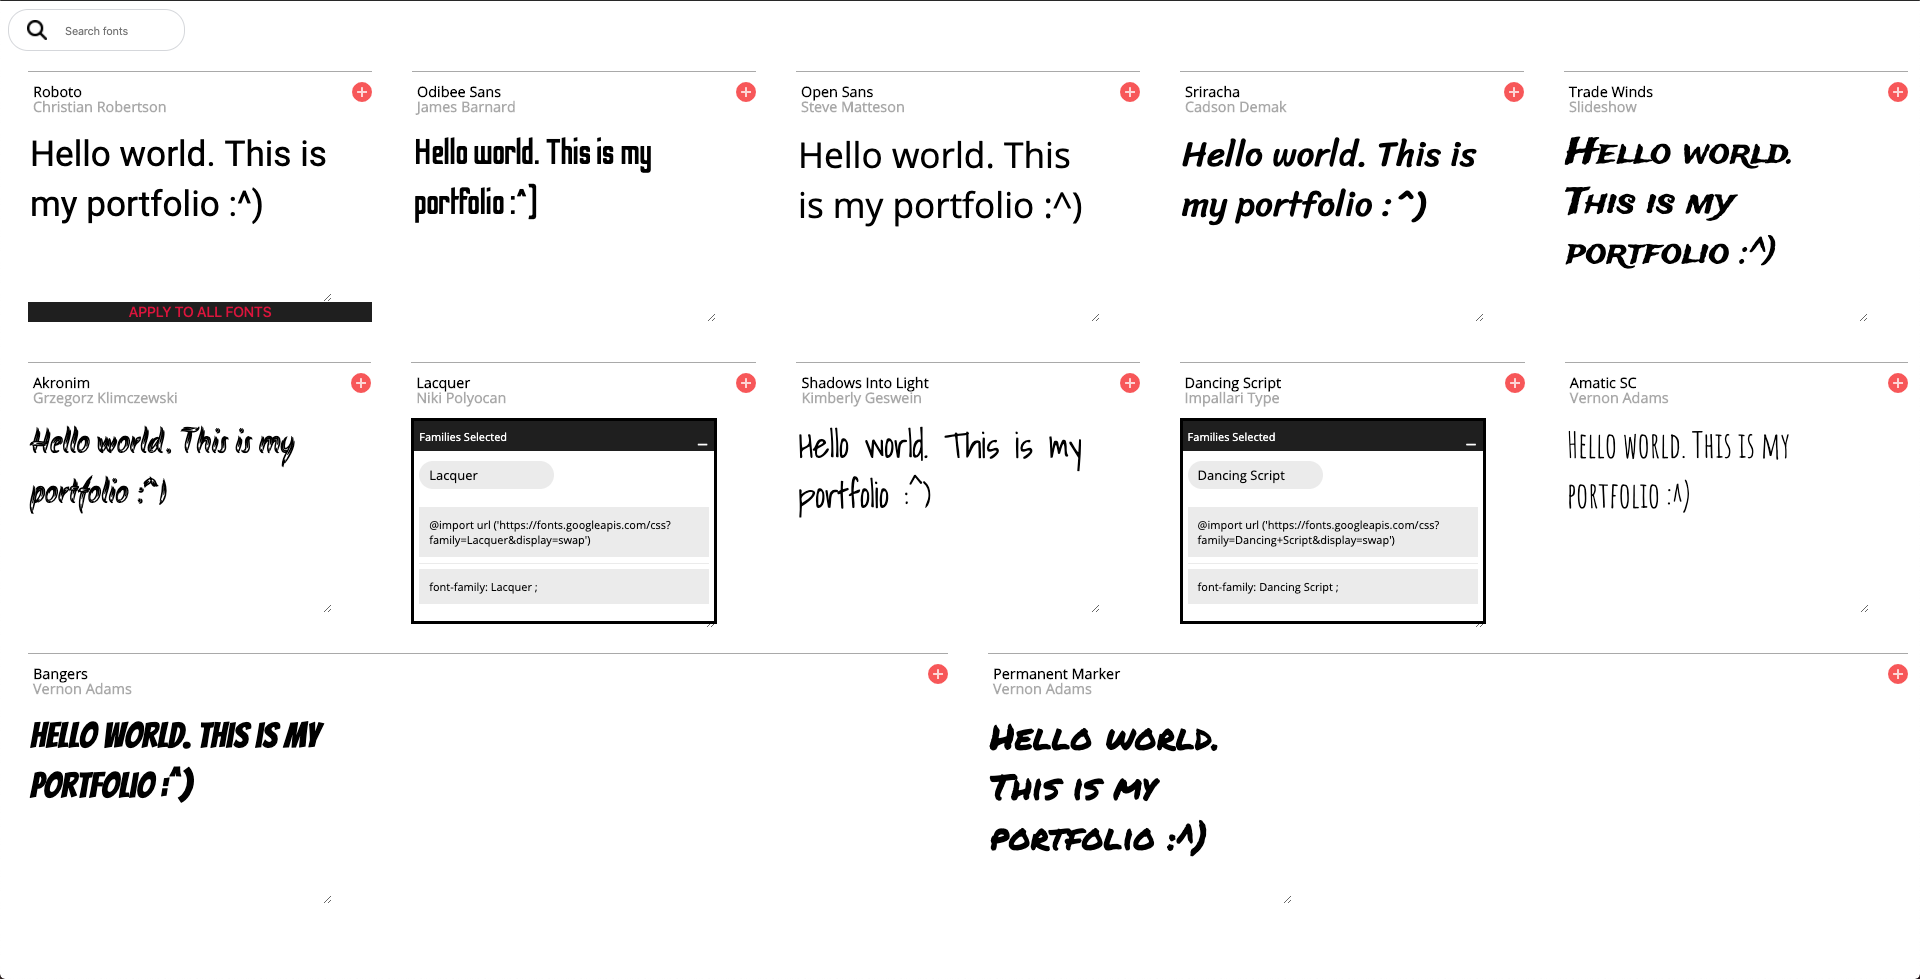 Search fonts
Roboto
Christian Robertson
Hello world. This is
my portfolio :^)
APPLY TO ALL FONTS
Odibee Sans
James Barnard
Hello world. This is my
portfolio :^)
Open Sans
Steve Matteson
Hello world. This
is my portfolio :^)
Sriracha
Cadson Demak
Hello world. This is
my portfolio :^)
Trade Winds
Slideshow
Hello world.
This is my
portfolio :^)
Akronim
Grzegorz Klimczewski
Hello world. This is my
portfolio :^)
Lacquer
Niki Polyocan
Families Selected
Lacquer
@import url ('https://fonts.googleapis.com/css?
family=Lacquer&display=swap')
font-family: Lacquer ;
Shadows Into Light
Kimberly Geswein
Hello world. This is my
portfolio :^)
Dancing Script
Impallari Type
Families Selected
Dancing Script
@import url ('https://fonts.googleapis.com/css?
family=Dancing+Script&display=swap')
font-family: Dancing Script ;
Amatic SC
Vernon Adams
Hello world. This is my
portfolio :^)
Bangers
Vernon Adams
HELLO WORLD. THIS IS MY
PORTFOLIO :^)
Permanent Marker
Vernon Adams
Hello world.
This is my
portfolio :^)